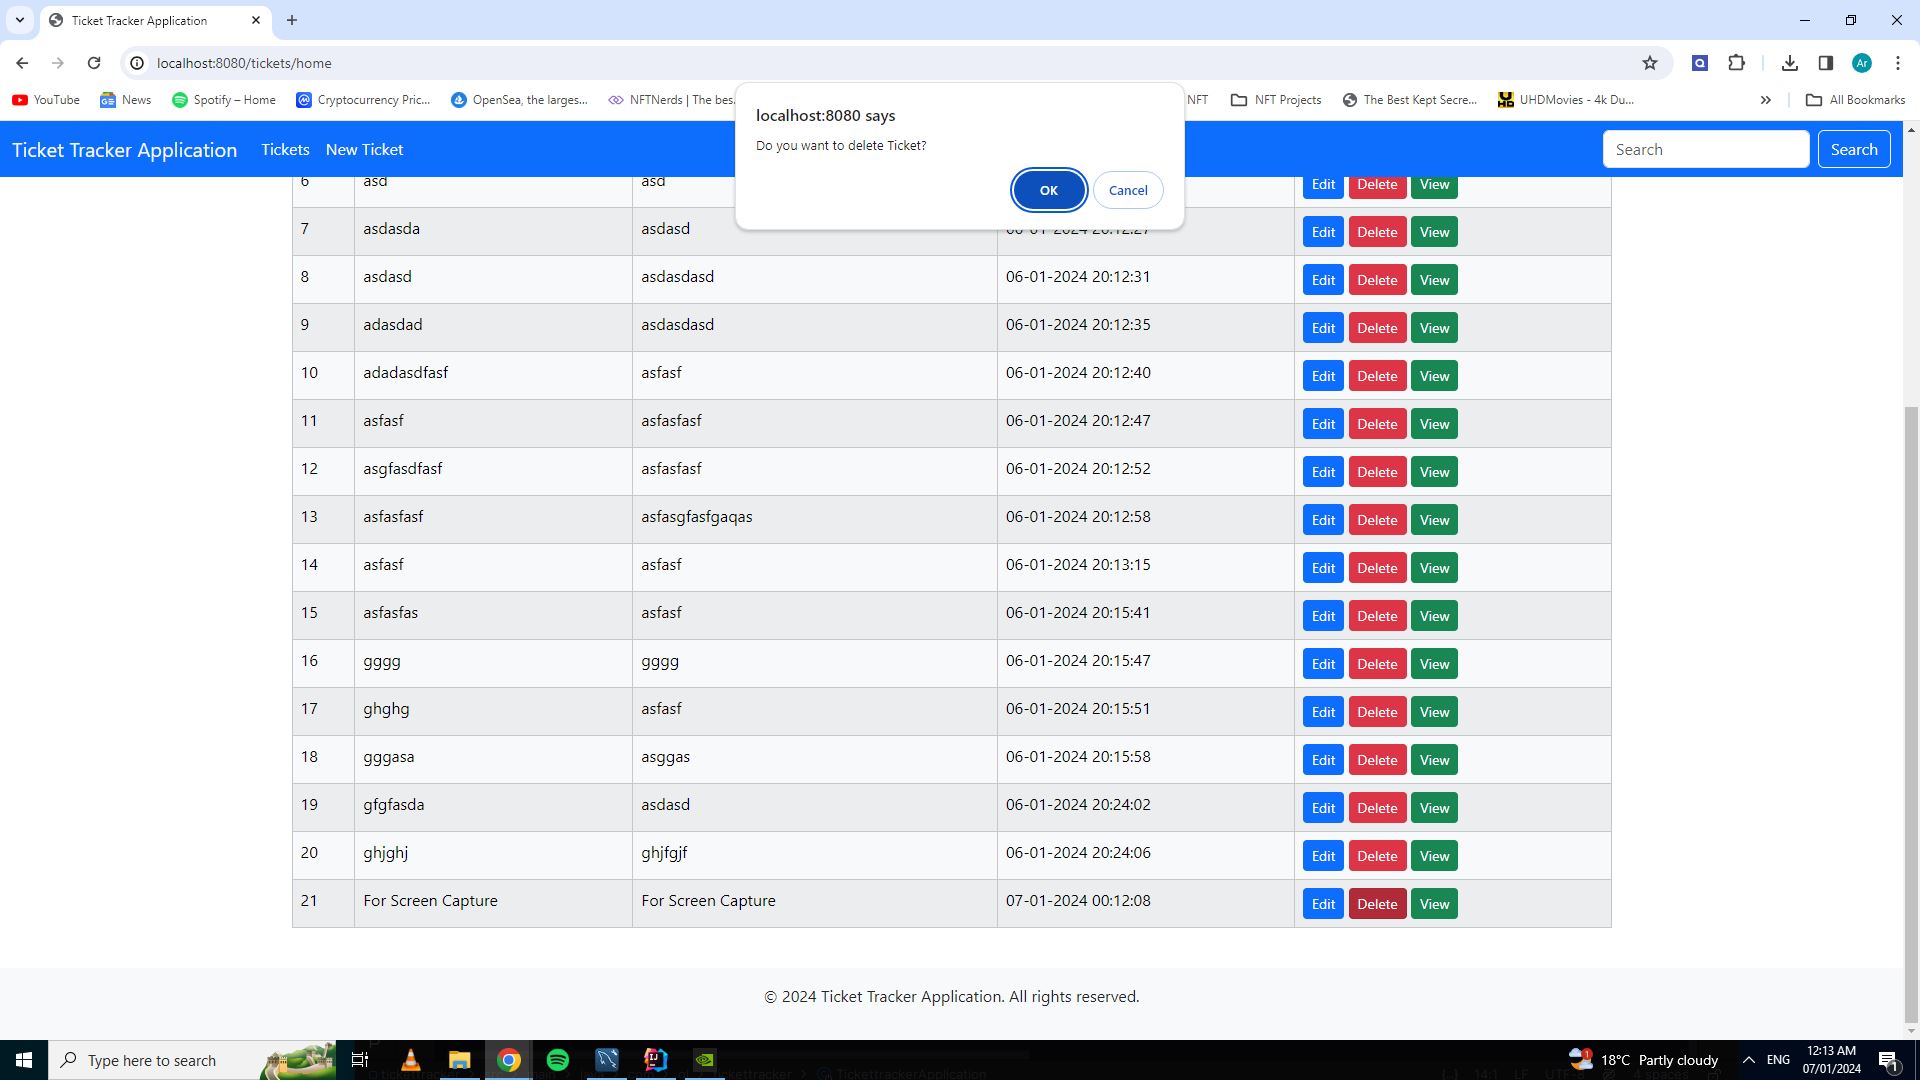 Ticket Tracker Application
localhost:8080/tickets/home
Ar
YouTube
News
Spotify – Home
Cryptocurrency Pric...
OpenSea, the larges...
NFTNerds | The bes...
NFT
NFT Projects
The Best Kept Secre...
UHDMovies - 4k Du...
All Bookmarks
localhost:8080 says
Do you want to delete Ticket?
OK
Cancel
Ticket Tracker Application Tickets New Ticket Search Search
6 asd asd Edit Delete View
7 asdasda asdasd 06-01-2024 20:12:27 Edit Delete View
8 asdasd asdasdasd 06-01-2024 20:12:31 Edit Delete View
9 adasdad asdasdasd 06-01-2024 20:12:35 Edit Delete View
10 adadasdfasf asfasf 06-01-2024 20:12:40 Edit Delete View
11 asfasf asfasfasf 06-01-2024 20:12:47 Edit Delete View
12 asgfasdfasf asfasfasf 06-01-2024 20:12:52 Edit Delete View
13 asfasfasf asfasgfasfgaqas 06-01-2024 20:12:58 Edit Delete View
14 asfasf asfasf 06-01-2024 20:13:15 Edit Delete View
15 asfasfas asfasf 06-01-2024 20:15:41 Edit Delete View
16 gggg gggg 06-01-2024 20:15:47 Edit Delete View
17 ghghg asfasf 06-01-2024 20:15:51 Edit Delete View
18 gggasa asggas 06-01-2024 20:15:58 Edit Delete View
19 gfgfasda asdasd 06-01-2024 20:24:02 Edit Delete View
20 ghjghj ghjfgjf 06-01-2024 20:24:06 Edit Delete View
21 For Screen Capture For Screen Capture 07-01-2024 00:12:08 Edit Delete View
© 2024 Ticket Tracker Application. All rights reserved.
Type here to search
18°C Partly cloudy
ENG
12:13 AM
07/01/2024
1